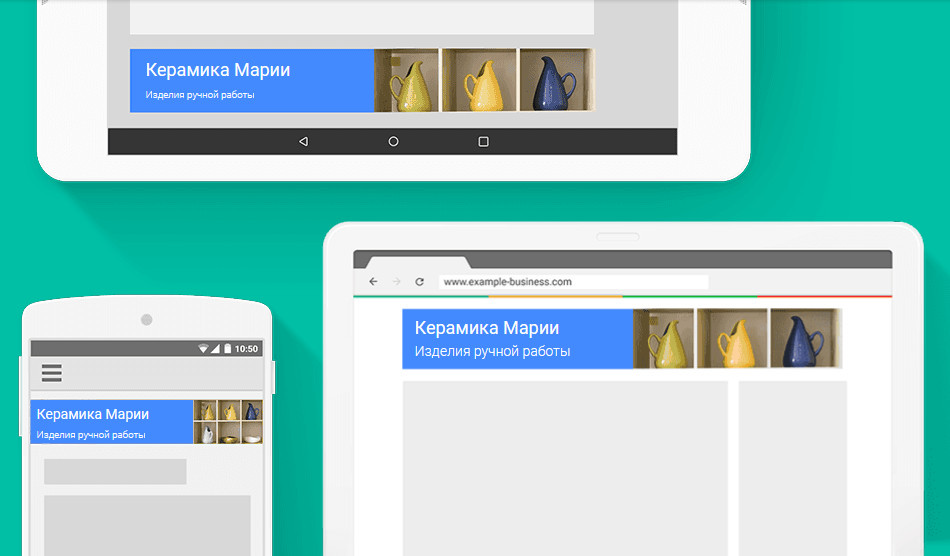 Керамика Марии
Изделия ручной работы
www.example-business.com
Керамика Марии
Изделия ручной работы
10:50
Керамика Марии
Изделия ручной работы